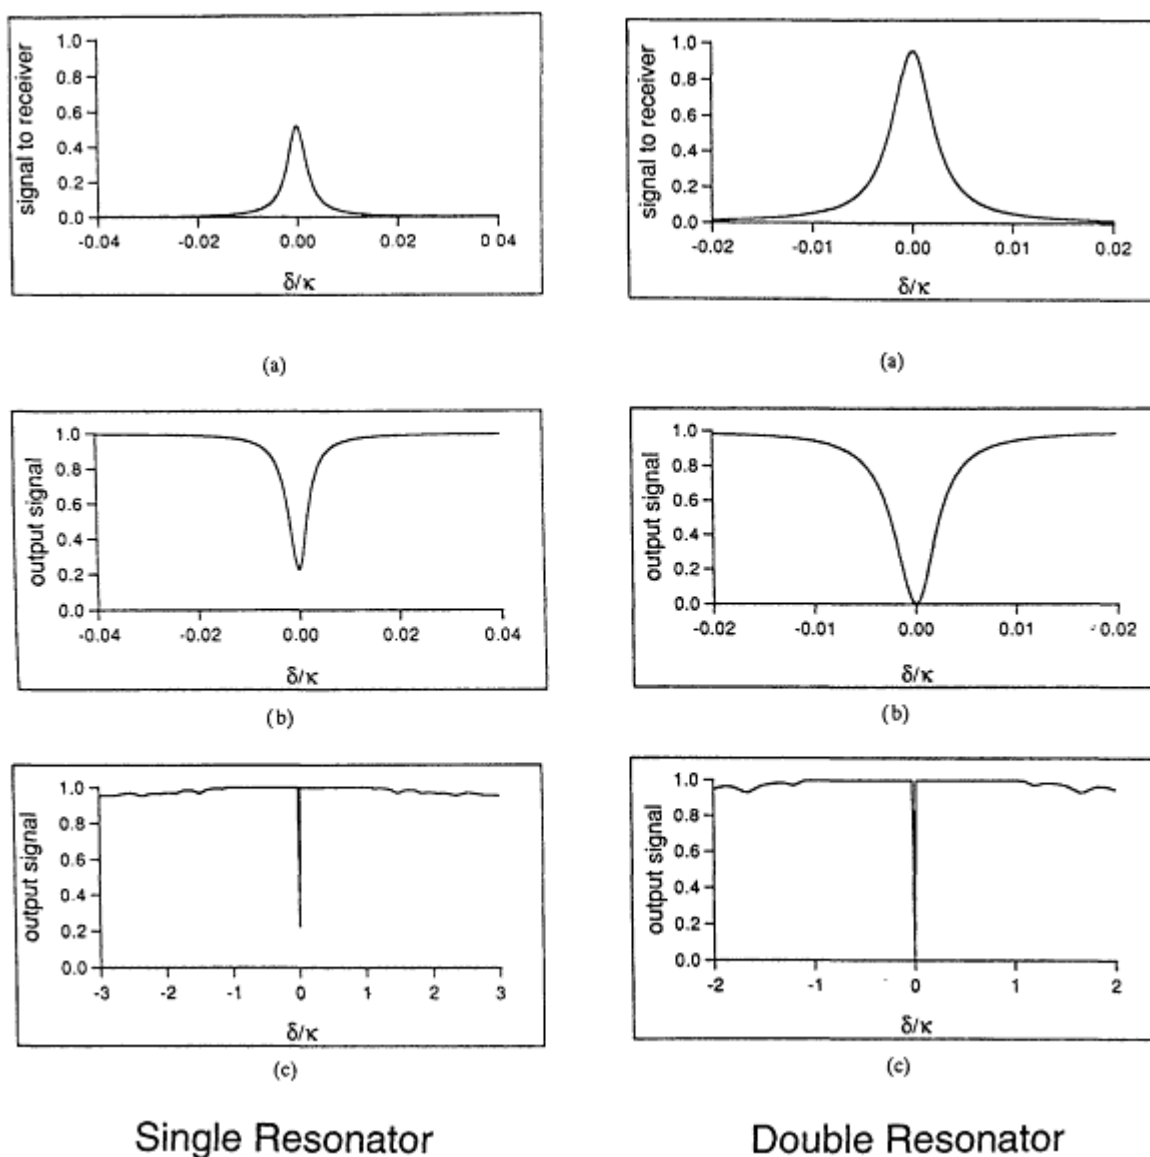 signal to receiver
1.0
0.8
0.6
0.4
0.2
0.0
-0.04 -0.02 0.00 0.02 0 04
δ/κ
(a)
signal to receiver
1.0
0.8
0.6
0.4
0.2
0.0
-0.02 -0.01 0.00 0.01 0.02
δ/κ
(a)
output signal
1.0
0.8
0.6
0.4
0.2
0.0
-0.04 -0.02 0.00 0.02 0.04
δ/κ
(b)
output signal
1.0
0.8
0.6
0.4
0.2
0.0
-0.02 -0.01 0.00 0.01 0.02
δ/κ
(b)
output signal
1.0
0.8
0.6
0.4
0.2
0.0
-3 -2 -1 0 1 2 3
δ/κ
(c)
output signal
1.0
0.8
0.6
0.4
0.2
0.0
-2 -1 0 1 2
δ/κ
(c)
Single Resonator
Double Resonator